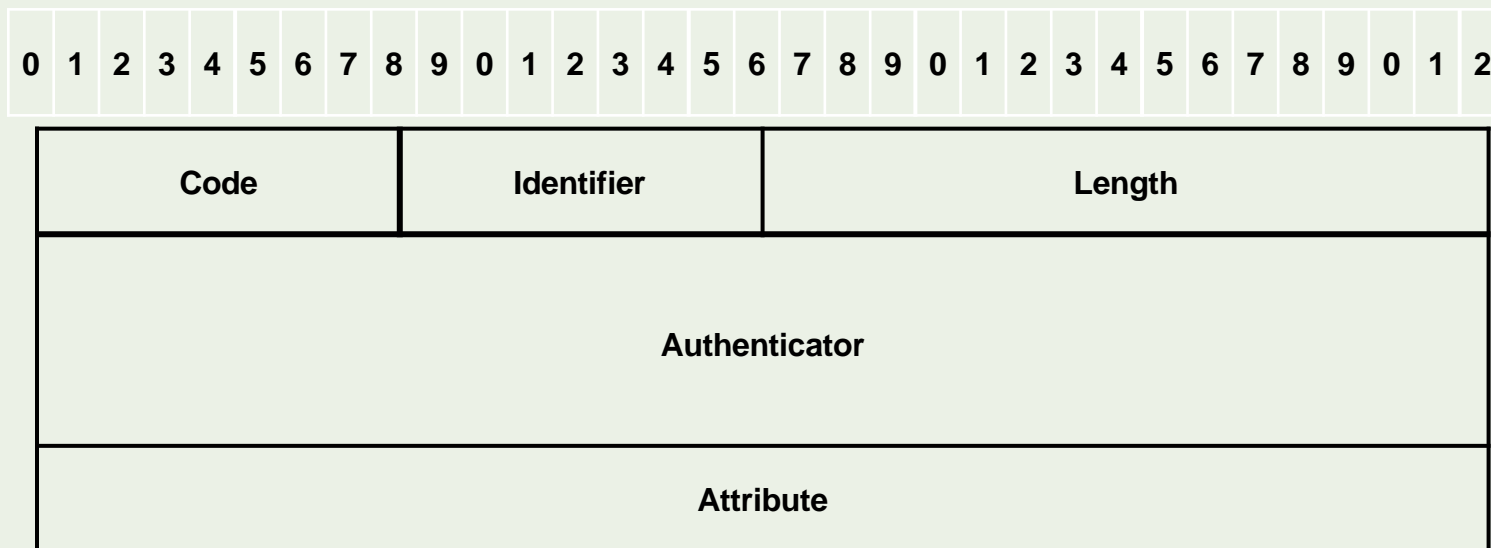 0 1 2 3 4 5 6 7 8 9 0 1 2 3 4 5 6 7 8 9 0 1 2 3 4 5 6 7 8 9 0 1 2
Code Identifier Length
Authenticator
Attribute